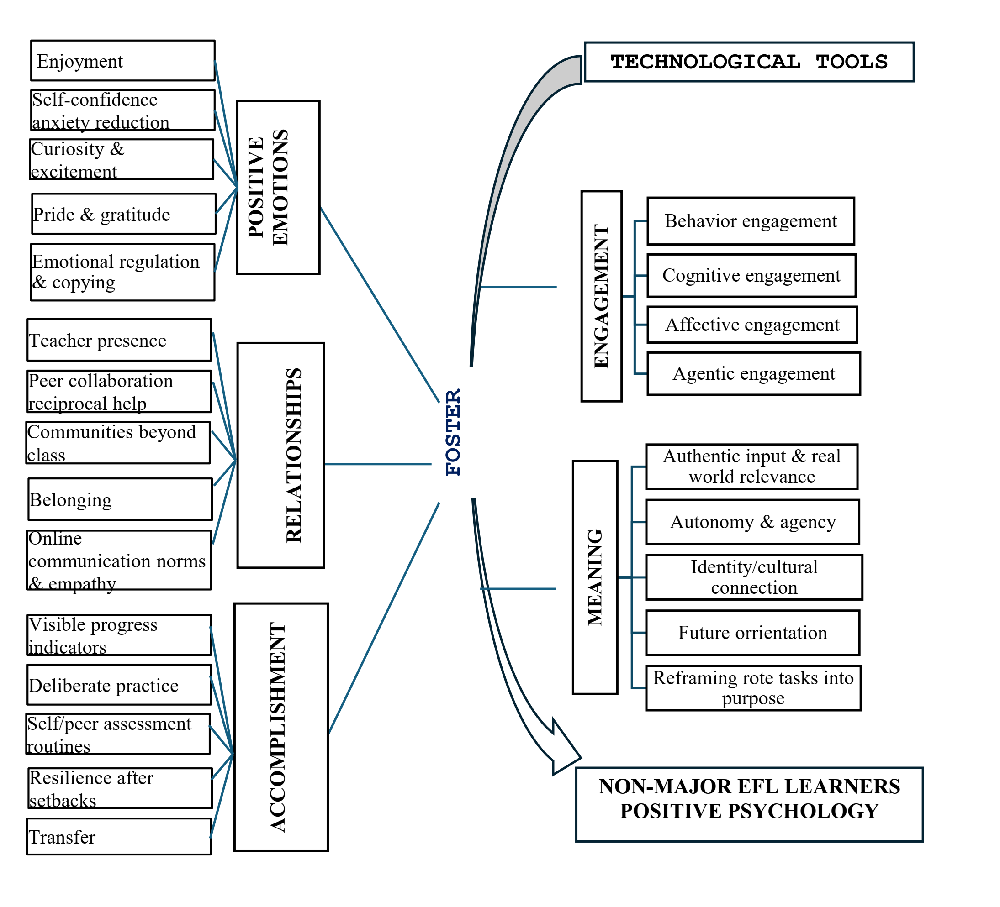 Enjoyment
Self-confidence
anxiety reduction
Curiosity &
excitement
Pride & gratitude
Emotional regulation
& copying
POSITIVE
EMOTIONS
Teacher presence
Peer collaboration
reciprocal help
Communities beyond
class
Belonging
Online
communication norms
& empathy
RELATIONSHIPS
Visible progress
indicators
Deliberate practice
Self/peer assessment
routines
Resilience after
setbacks
Transfer
ACCOMPLISHMENT
FOSTER
TECHNOLOGICAL TOOLS
ENGAGEMENT
Behavior engagement
Cognitive engagement
Affective engagement
Agentic engagement
MEANING
Authentic input & real
world relevance
Autonomy & agency
Identity/cultural
connection
Future orrientation
Reframing rote tasks into
purpose
NON-MAJOR EFL LEARNERS
POSITIVE PSYCHOLOGY